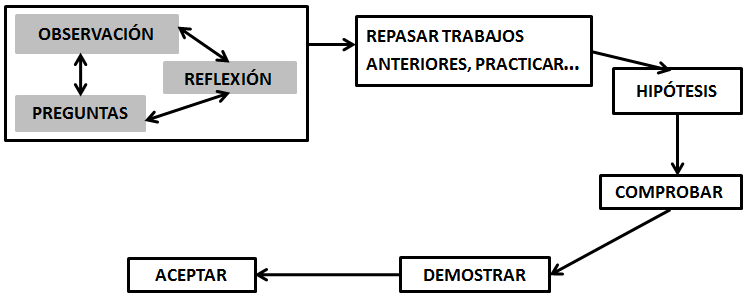 OBSERVACIÓN
REFLEXIÓN
PREGUNTAS
REPASAR TRABAJOS
ANTERIORES, PRACTICAR...
HIPÓTESIS
COMPROBAR
DEMOSTRAR
ACEPTAR